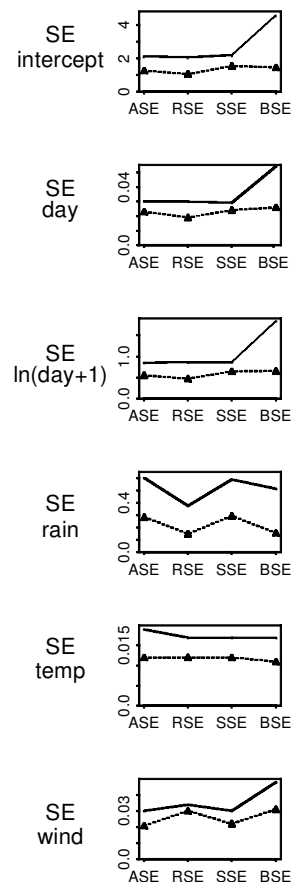 SE
intercept
4
2
0
ASE RSE SSE BSE
SE
day
0.04
0.0
ASE RSE SSE BSE
SE
ln(day+1)
1.0
0.0
ASE RSE SSE BSE
SE
rain
0.4
0.0
ASE RSE SSE BSE
SE
temp
0.015
0.0
ASE RSE SSE BSE
SE
wind
0.03
0.0
ASE RSE SSE BSE